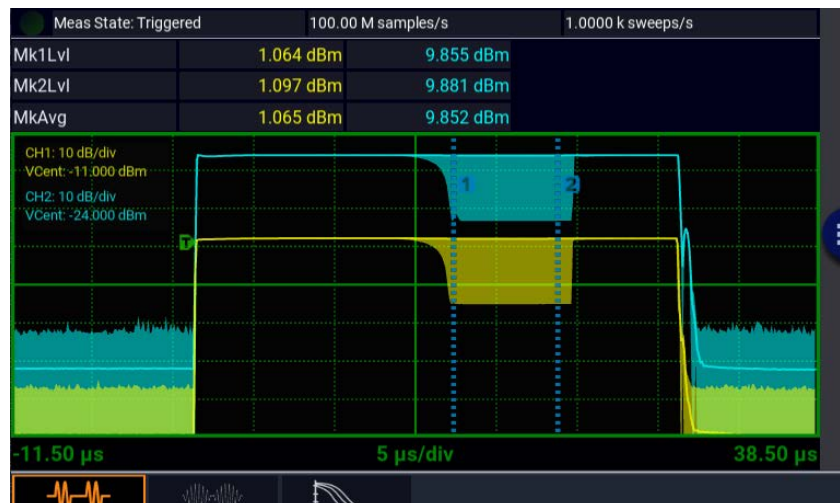 Meas State: Triggered 100.00 M samples/s 1.0000 k sweeps/s
Mk1Lvl 1.064 dBm 9.855 dBm
Mk2Lvl 1.097 dBm 9.881 dBm
MkAvg 1.065 dBm 9.852 dBm
CH1: 10 dB/div
VCent: -11.000 dBm
CH2: 10 dB/div
VCent: -24.000 dBm
1 2
T
-11.50 µs 5 µs/div 38.50 µs